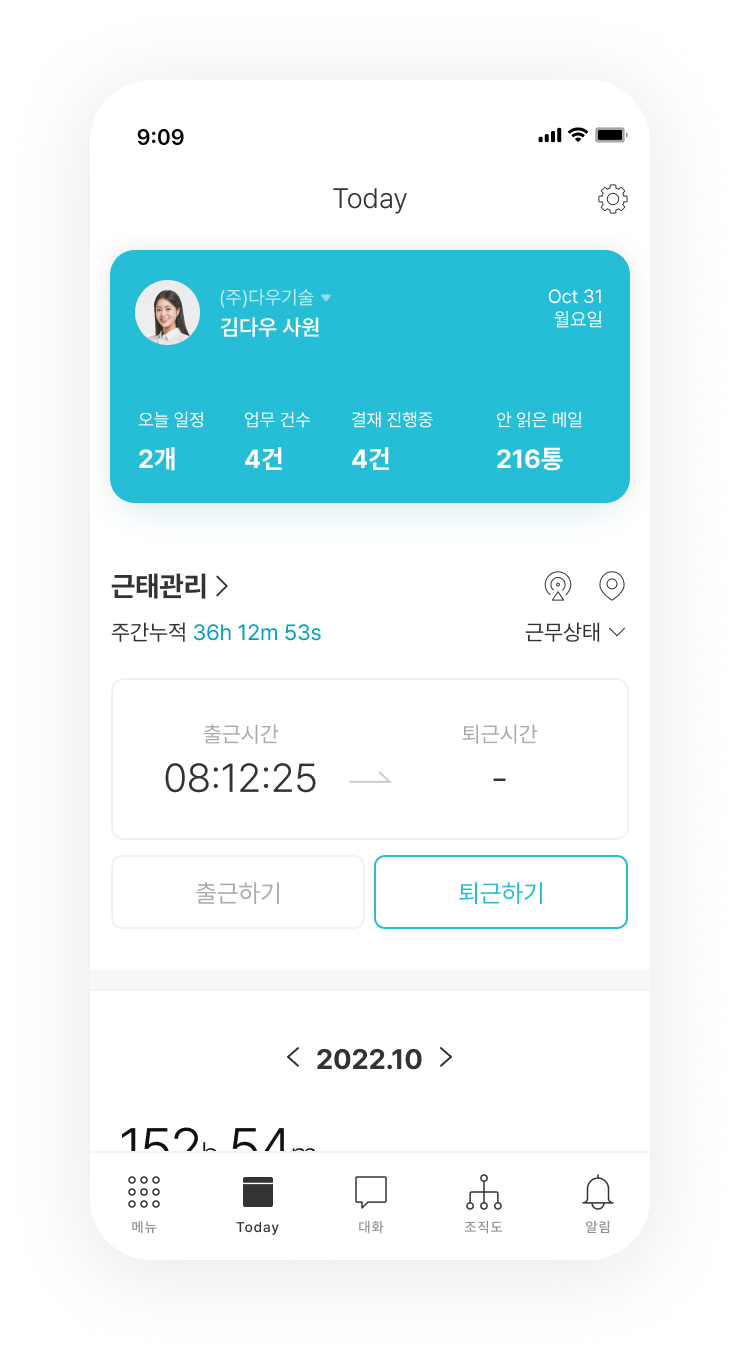 9:09
Today
(주)다우기술
김다우 사원
Oct 31
월요일
오늘 일정 업무 건수 결재 진행중 안 읽은 메일
2개 4건 4건 216통
근태관리
주간누적 36h 12m 53s 근무상태
출근시간 퇴근시간
08:12:25 -
출근하기 퇴근하기
2022.10
152h 54m
메뉴 Today 대화 조직도 알림